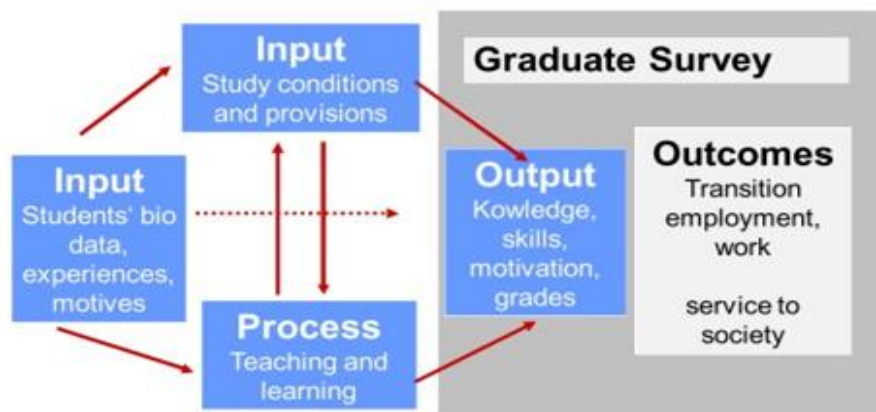 Input
Study conditions
and provisions
Graduate Survey
Input
Students' bio
data,
experiences,
motives
Output
Kowledge,
skills,
motivation,
grades
Outcomes
Transition
employment,
work
service to
society
Process
Teaching and
learning